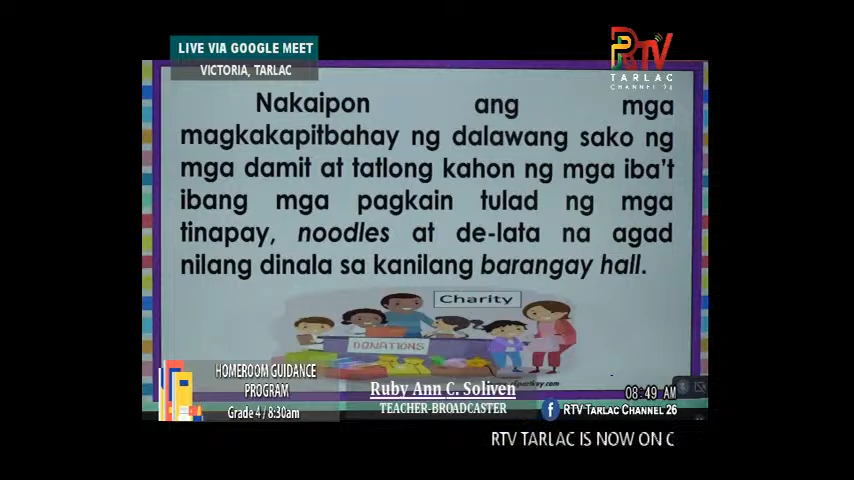 LIVE VIA GOOGLE MEET
VICTORIA, TARLAC
RTV
TARLAC
CHANNEL 26
Nakaipon ang mga
magkakapitbahay ng dalawang sako ng
mga damit at tatlong kahon ng mga iba't
ibang mga pagkain tulad ng mga
tinapay, noodles at de-lata na agad
nilang dinala sa kanilang barangay hall.
Charity
DONATIONS
HOMEROOM GUIDANCE
PROGRAM
Grade 4 / 8:30am
Ruby Ann C. Soliven
TEACHER-BROADCASTER
08:49 AM
f RTV TARLAC CHANNEL 26
RTV TARLAC IS NOW ON C